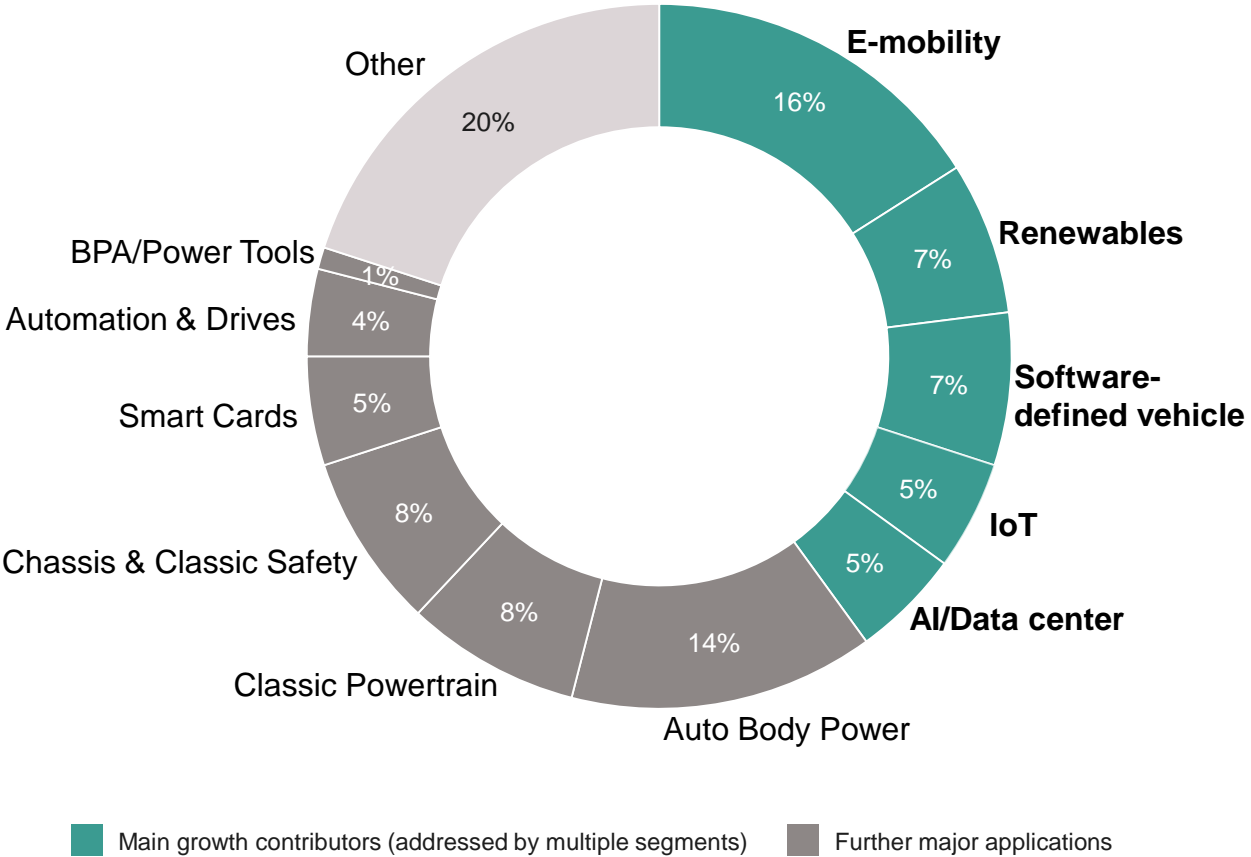 E-mobility
16%
Renewables
7%
Software-
defined vehicle
7%
IoT
5%
AI/Data center
5%
Auto Body Power
14%
Classic Powertrain
8%
Chassis & Classic Safety
8%
Smart Cards
5%
Automation & Drives
4%
BPA/Power Tools
1%
Other
20%
Main growth contributors (addressed by multiple segments)
Further major applications